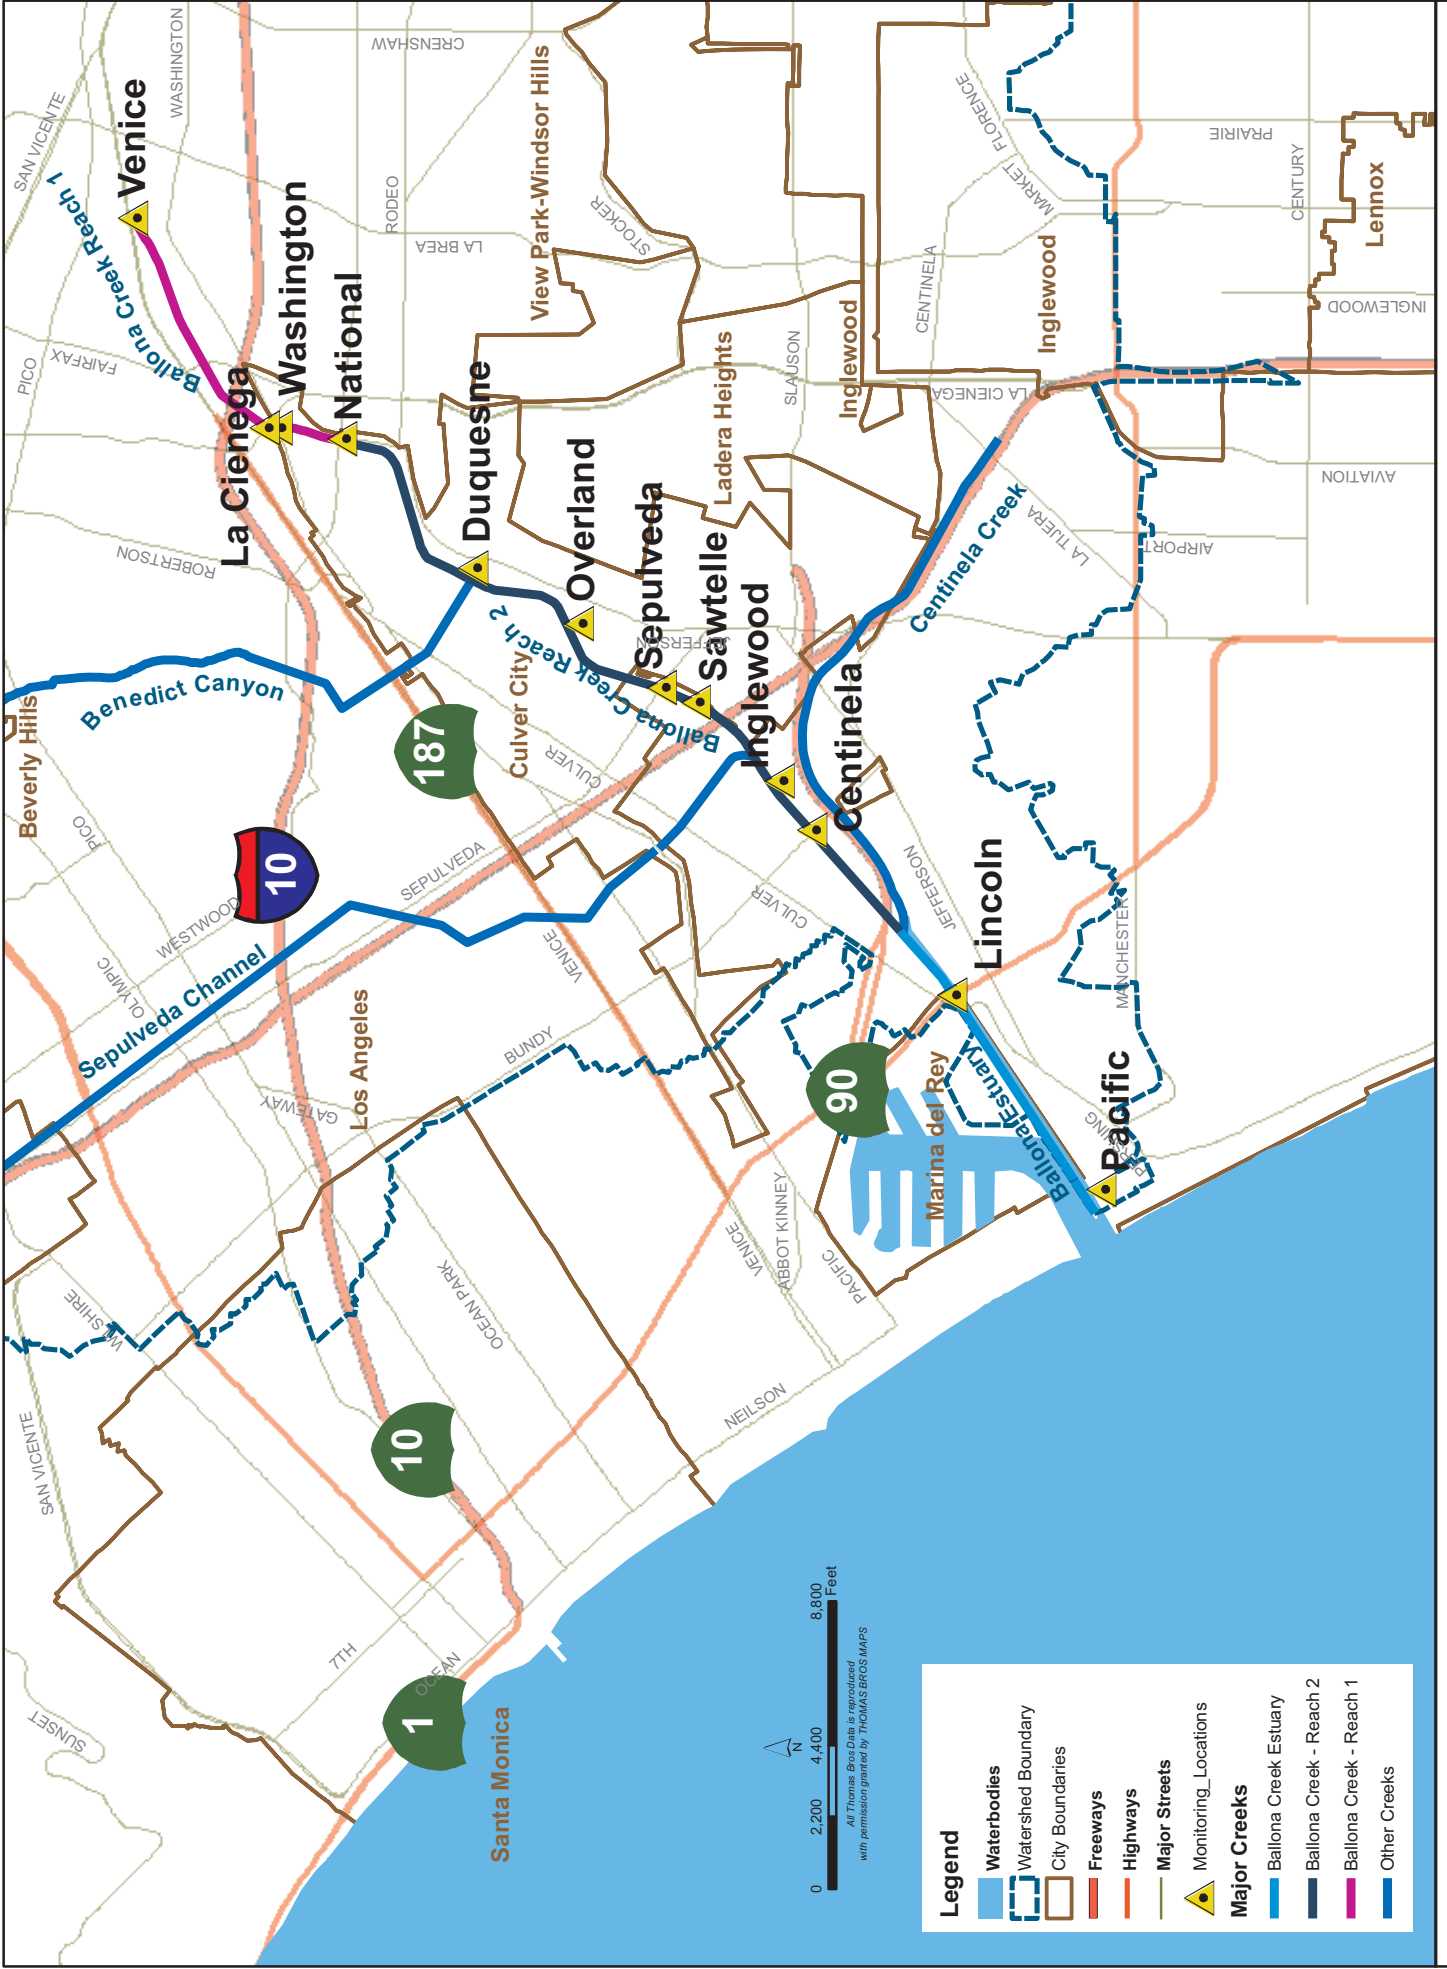 SAN VICENTE
WASHINGTON
CRENSHAW
Venice
Ballona Creek Reach 1
Washington
National
La Cienega
PICO
FAIRFAX
RODEO
LA BREA
View Park-Windsor Hills
STOCKER
FLORENCE
MARKET
PRAIRIE
CENTURY
Lennox
CENTINELA
Inglewood
INGLEWOOD
SLAUSON
Inglewood
LA CIENEGA
Ladera Heights
Duquesne
Overland
Sepulveda
Sawtelle
Inglewood
JEFFERSON
ROBERTSON
AVIATION
AIRPORT
LA TIJERA
Centinela Creek
Ballona Creek Reach 2
Benedict Canyon
Beverly Hills
187
Culver City
CULVER
Centinela
PICO
10
SEPULVEDA
WESTWOOD
OLYMPIC
Sepulveda Channel
VENICE
CULVER
JEFFERSON
Lincoln
MANCHESTER
Los Angeles
BUNDY
GATEWAY
90
Marina del Rey
Ballona Estuary
Pacific
PERSHING
WILSHIRE
OCEAN PARK
VENICE
ABBOT KINNEY
PACIFIC
SAN VICENTE
10
NEILSON
7TH
OCEAN
1
SUNSET
Santa Monica
N
0 2,200 4,400 8,800
Feet
All Thomas Bros Data is reproduced
with permission granted by THOMAS BROS MAPS
Legend
Waterbodies
Watershed Boundary
City Boundaries
Freeways
Highways
Major Streets
Monitoring_Locations
Major Creeks
Ballona Creek Estuary
Ballona Creek - Reach 2
Ballona Creek - Reach 1
Other Creeks